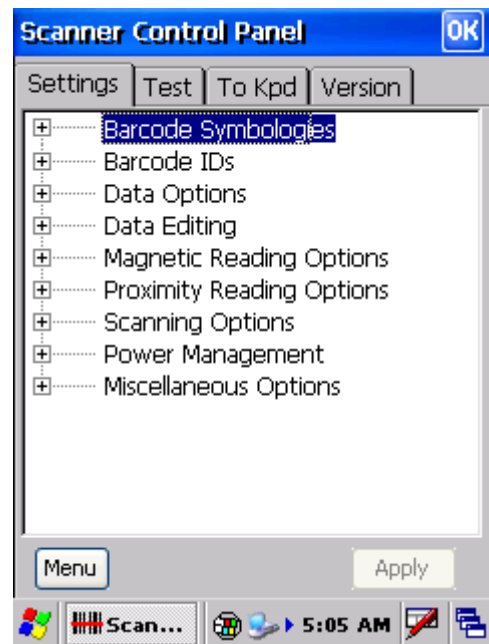 Scanner Control Panel OK
Settings Test To Kpd Version
Barcode Symbologies
Barcode IDs
Data Options
Data Editing
Magnetic Reading Options
Proximity Reading Options
Scanning Options
Power Management
Miscellaneous Options
Menu Apply
Scan... 5:05 AM